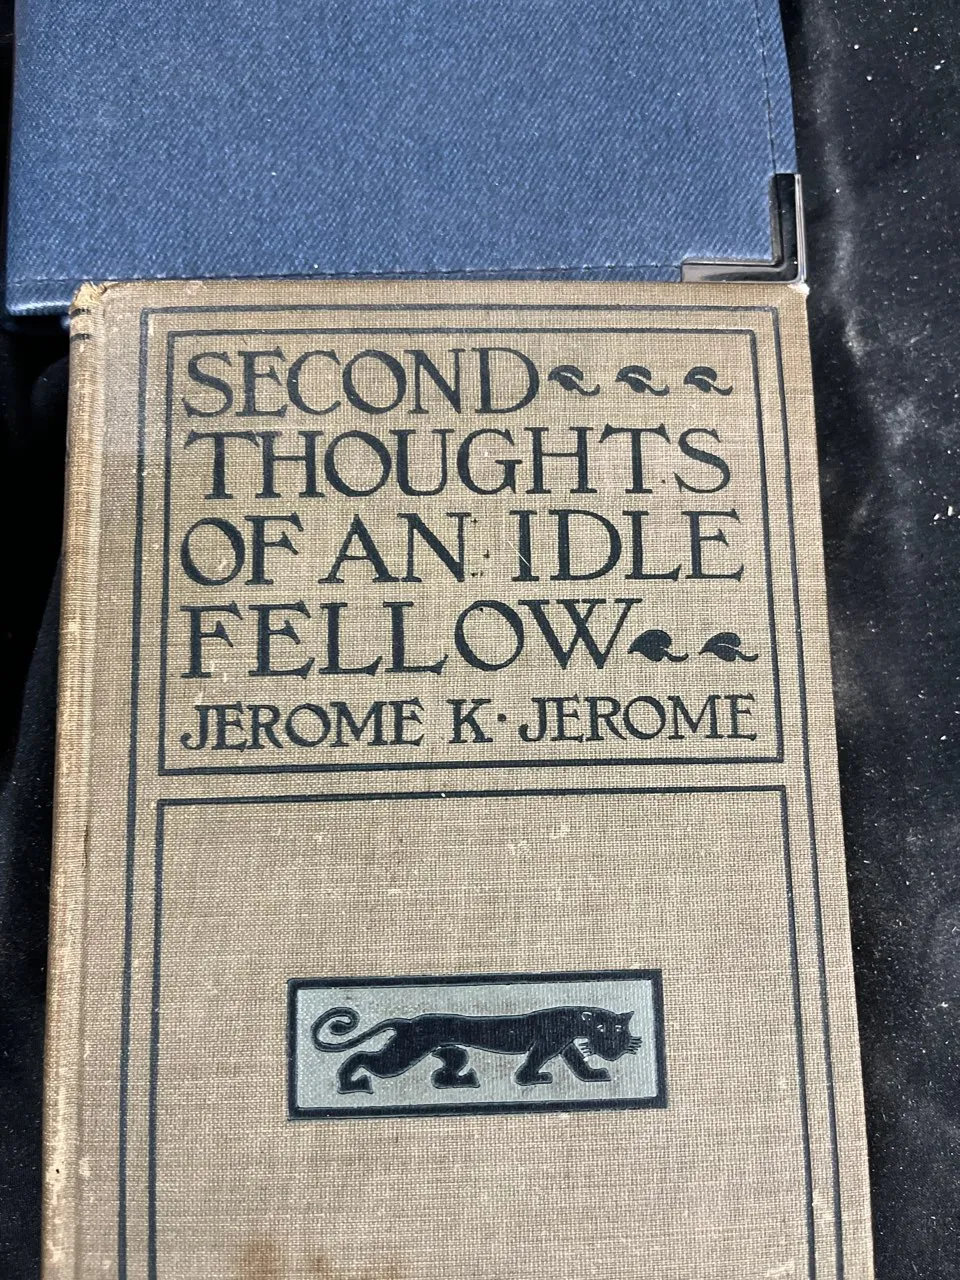 SECOND
THOUGHTS
OF AN IDLE
FELLOW
JEROME K. JEROME